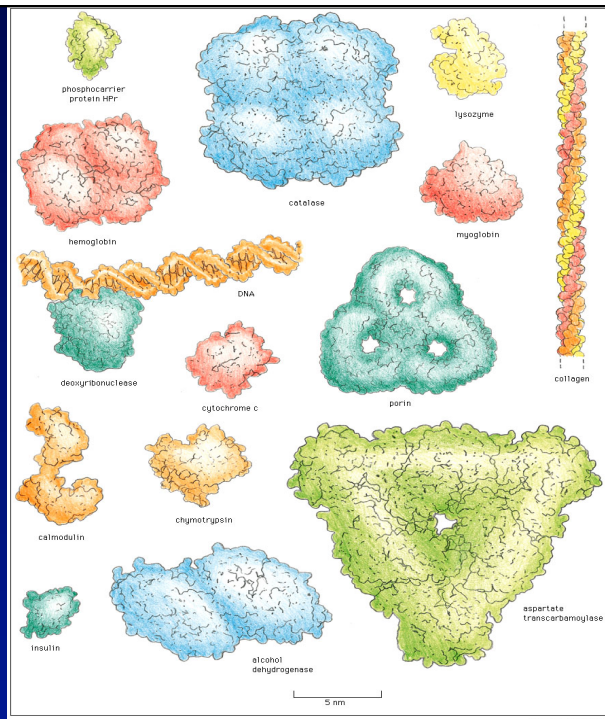 phosphocarrier
protein HPr
lysozyme
catalase
hemoglobin
myoglobin
DNA
deoxyribonuclease
cytochrome c
porin
collagen
calmodulin
chymotrypsin
insulin
alcohol
dehydrogenase
aspartate
transcarbamoylase
5 nm